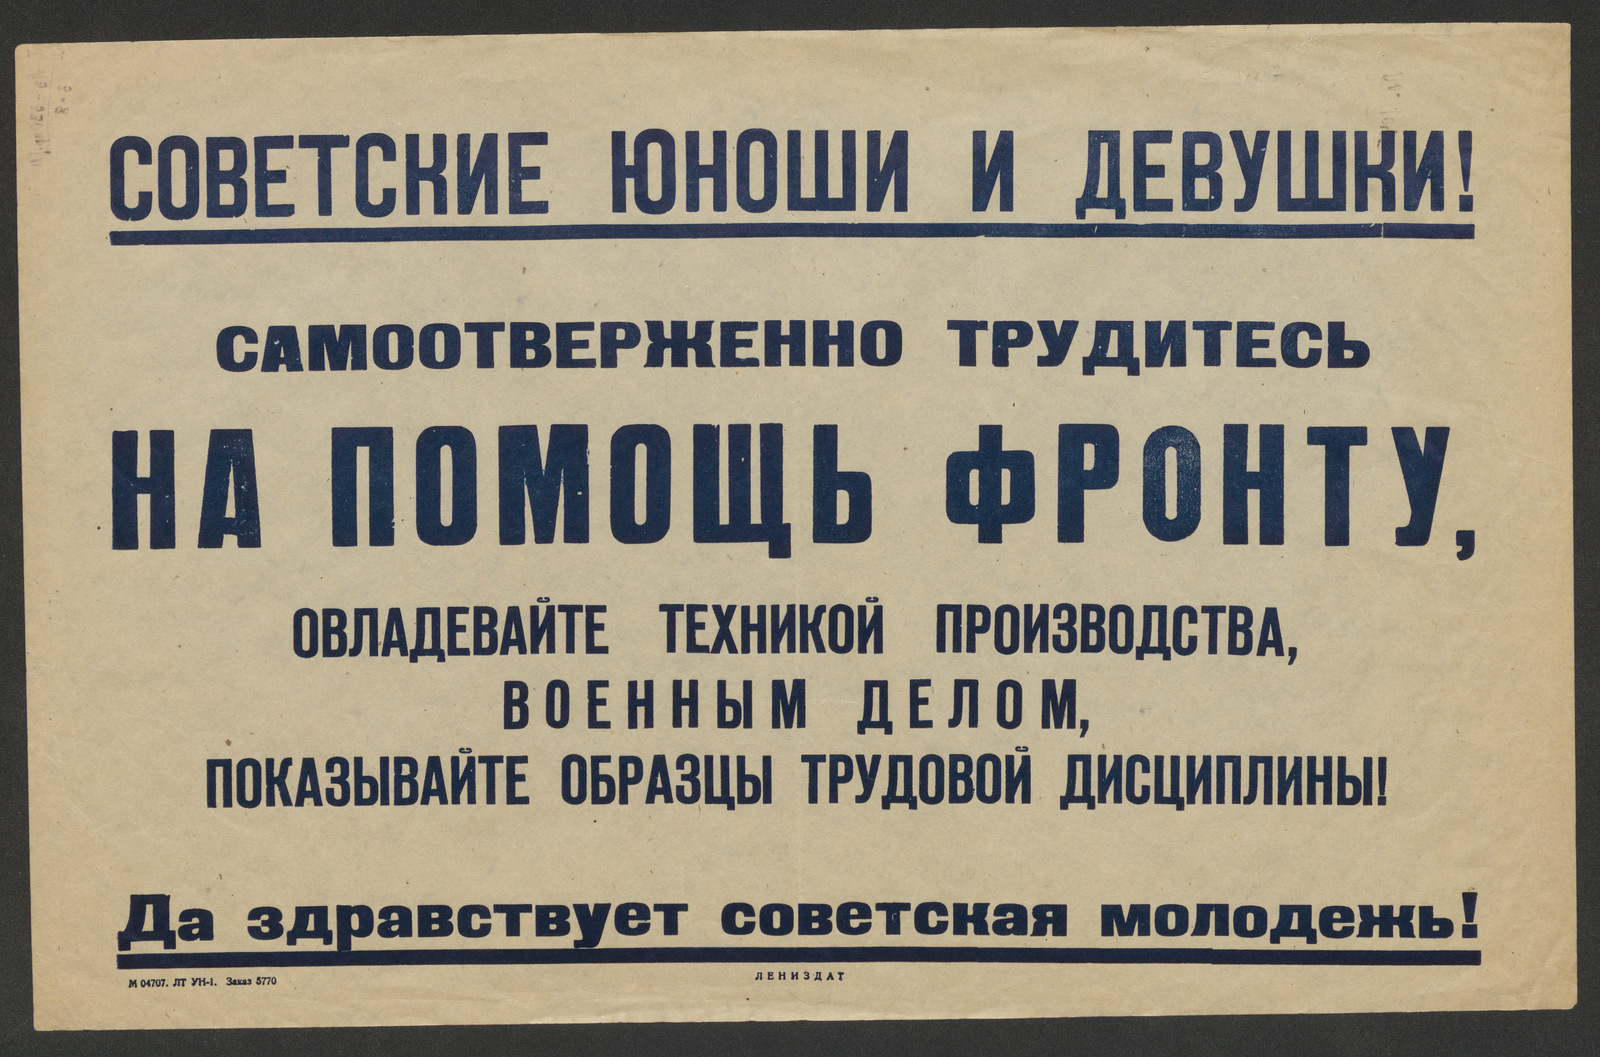 СОВЕТСКИЕ ЮНОШИ И ДЕВУШКИ!
САМООТВЕРЖЕННО ТРУДИТЕСЬ
НА ПОМОЩЬ ФРОНТУ,
ОВЛАДЕВАЙТЕ ТЕХНИКОЙ ПРОИЗВОДСТВА,
ВОЕННЫМ ДЕЛОМ,
ПОКАЗЫВАЙТЕ ОБРАЗЦЫ ТРУДОВОЙ ДИСЦИПЛИНЫ!
Да здравствует советская молодежь!
М 04707. ЛТ УН-1. Заказ 5770
ЛЕНИЗДАТ